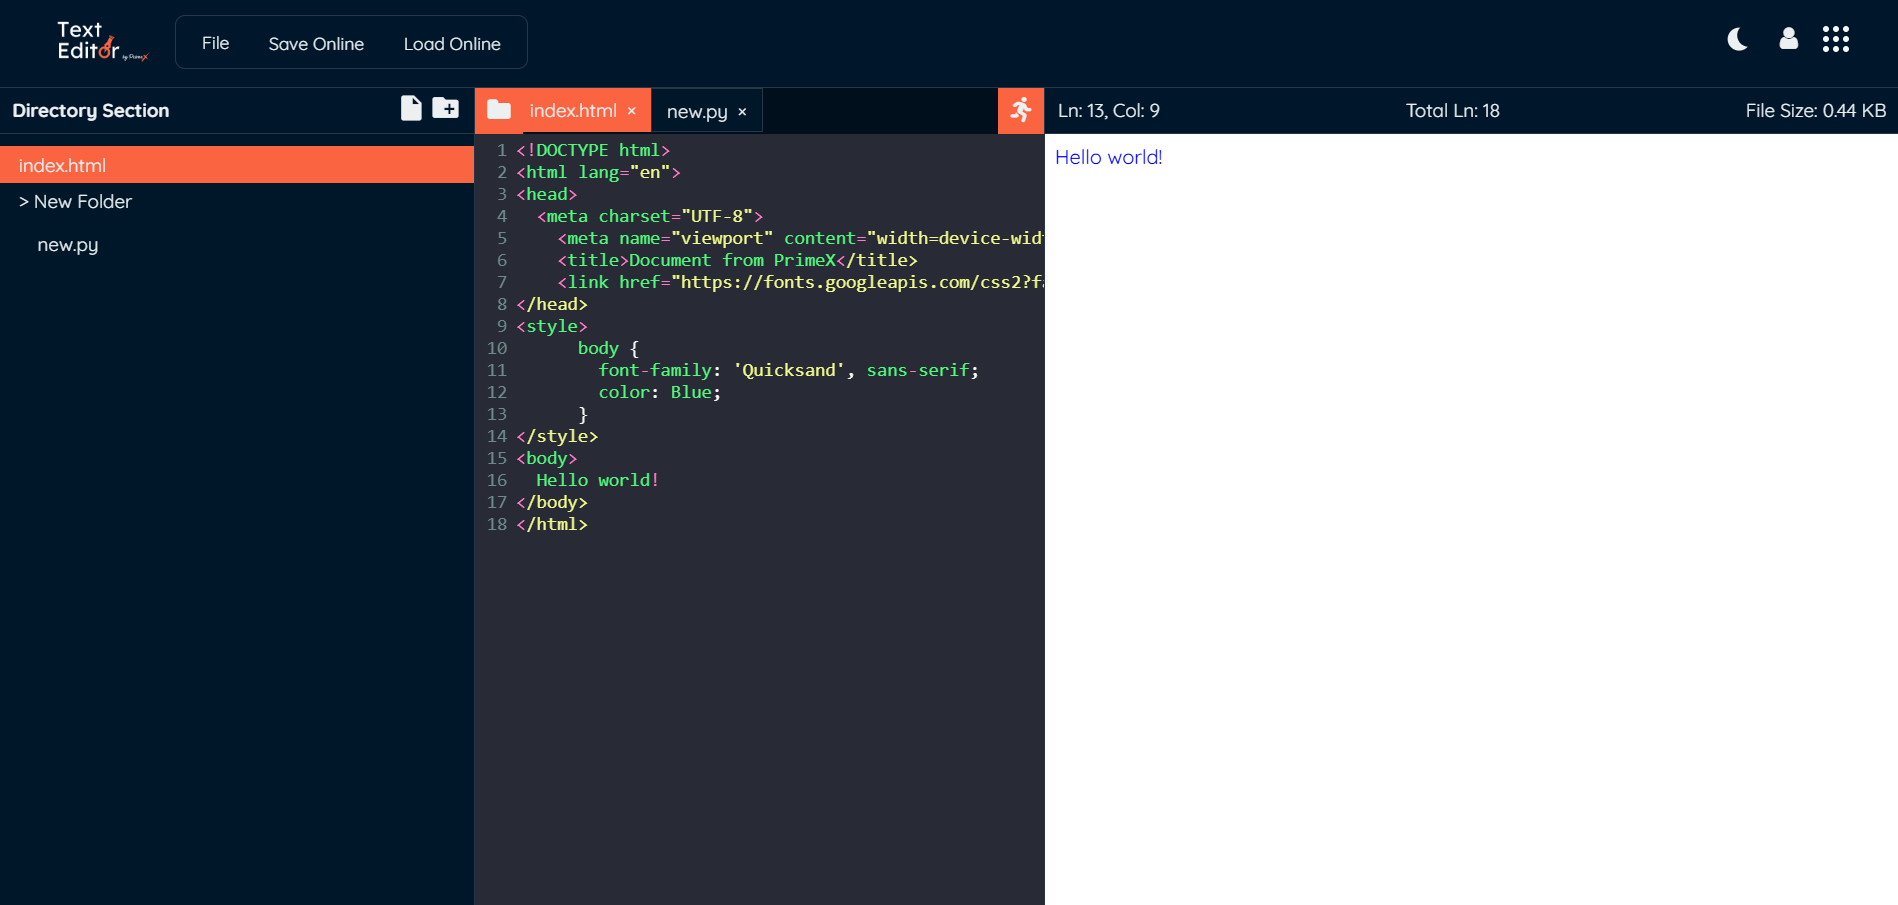 Text
Editor
by PrimeX
File Save Online Load Online
Directory Section
index.html × new.py ×
Ln: 13, Col: 9 Total Ln: 18 File Size: 0.44 KB
index.html
> New Folder
new.py
1 <!DOCTYPE html>
2 <html lang="en">
3 <head>
4   <meta charset="UTF-8">
5     <meta name="viewport" content="width=device-wid
6     <title>Document from PrimeX</title>
7     <link href="https://fonts.googleapis.com/css2?f
8 </head>
9 <style>
10       body {
11         font-family: 'Quicksand', sans-serif;
12         color: Blue;
13       }
14 </style>
15 <body>
16   Hello world!
17 </body>
18 </html>
Hello world!